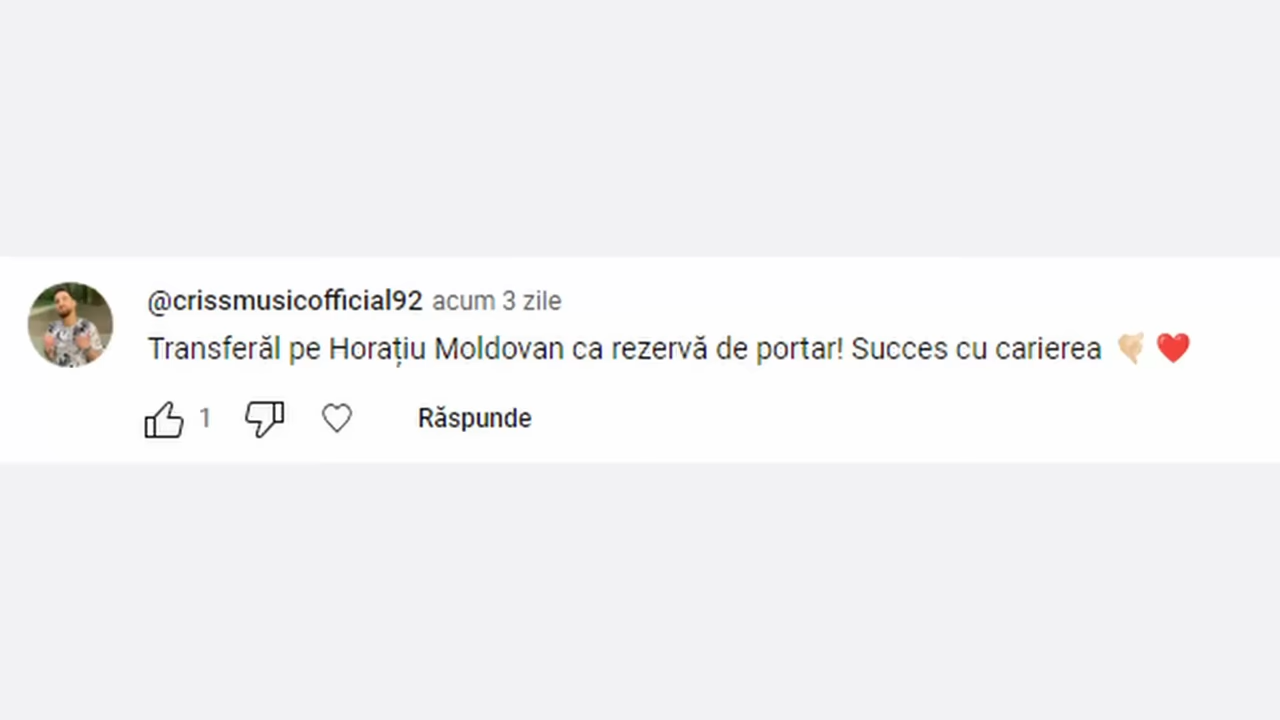 @crissmusicofficial92 acum 3 zile
Transferăl pe Horațiu Moldovan ca rezervă de portar! Succes cu carierea 🤏🏻❤️
1
Răspunde